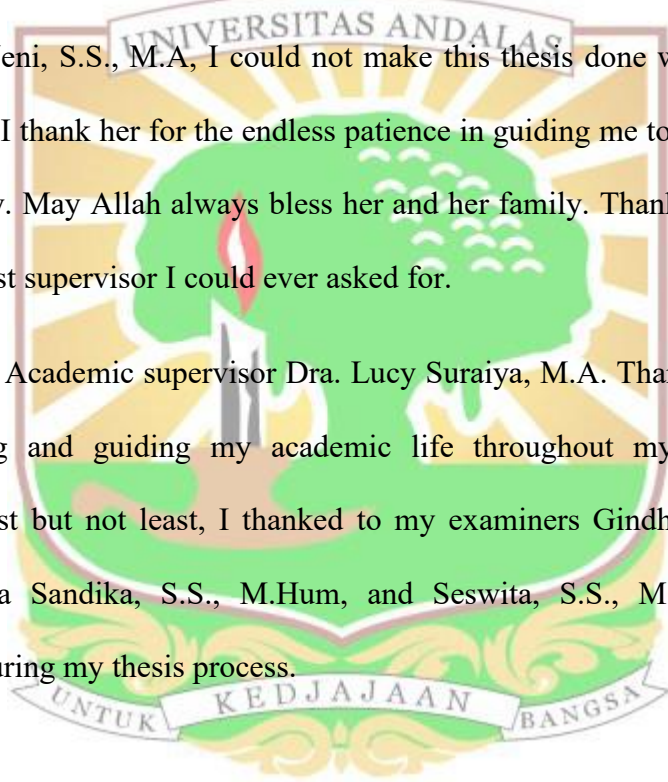 UNIVERSITAS ANDALAS
eni, S.S., M.A, I could not make this thesis done
I thank her for the endless patience in guiding me to
. May Allah always bless her and her family. Thank
st supervisor I could ever asked for.
Academic supervisor Dra. Lucy Suraiya, M.A.
g and guiding my academic life throughout my
st but not least, I thanked to my examiners Gindh
a Sandika, S.S., M.Hum, and Seswita, S.S., M
uring my thesis process.
UNTUK KEDJAJAAN BANGSA